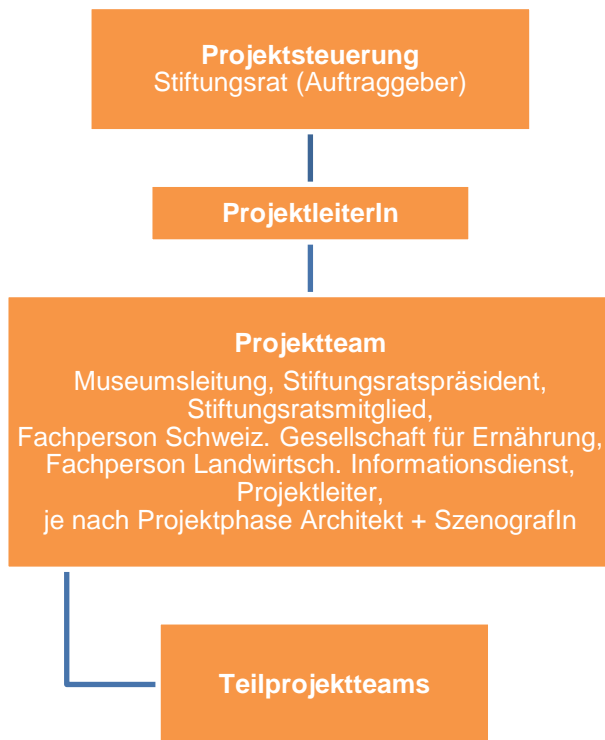 Projektsteuerung
Stiftungsrat (Auftraggeber)
ProjektleiterIn
Projektteam
Museumsleitung, Stiftungsratspräsident,
Stiftungsratsmitglied,
Fachperson Schweiz. Gesellschaft für Ernährung,
Fachperson Landwirtsch. Informationsdienst,
Projektleiter,
je nach Projektphase Architekt + SzenografIn
Teilprojektteams